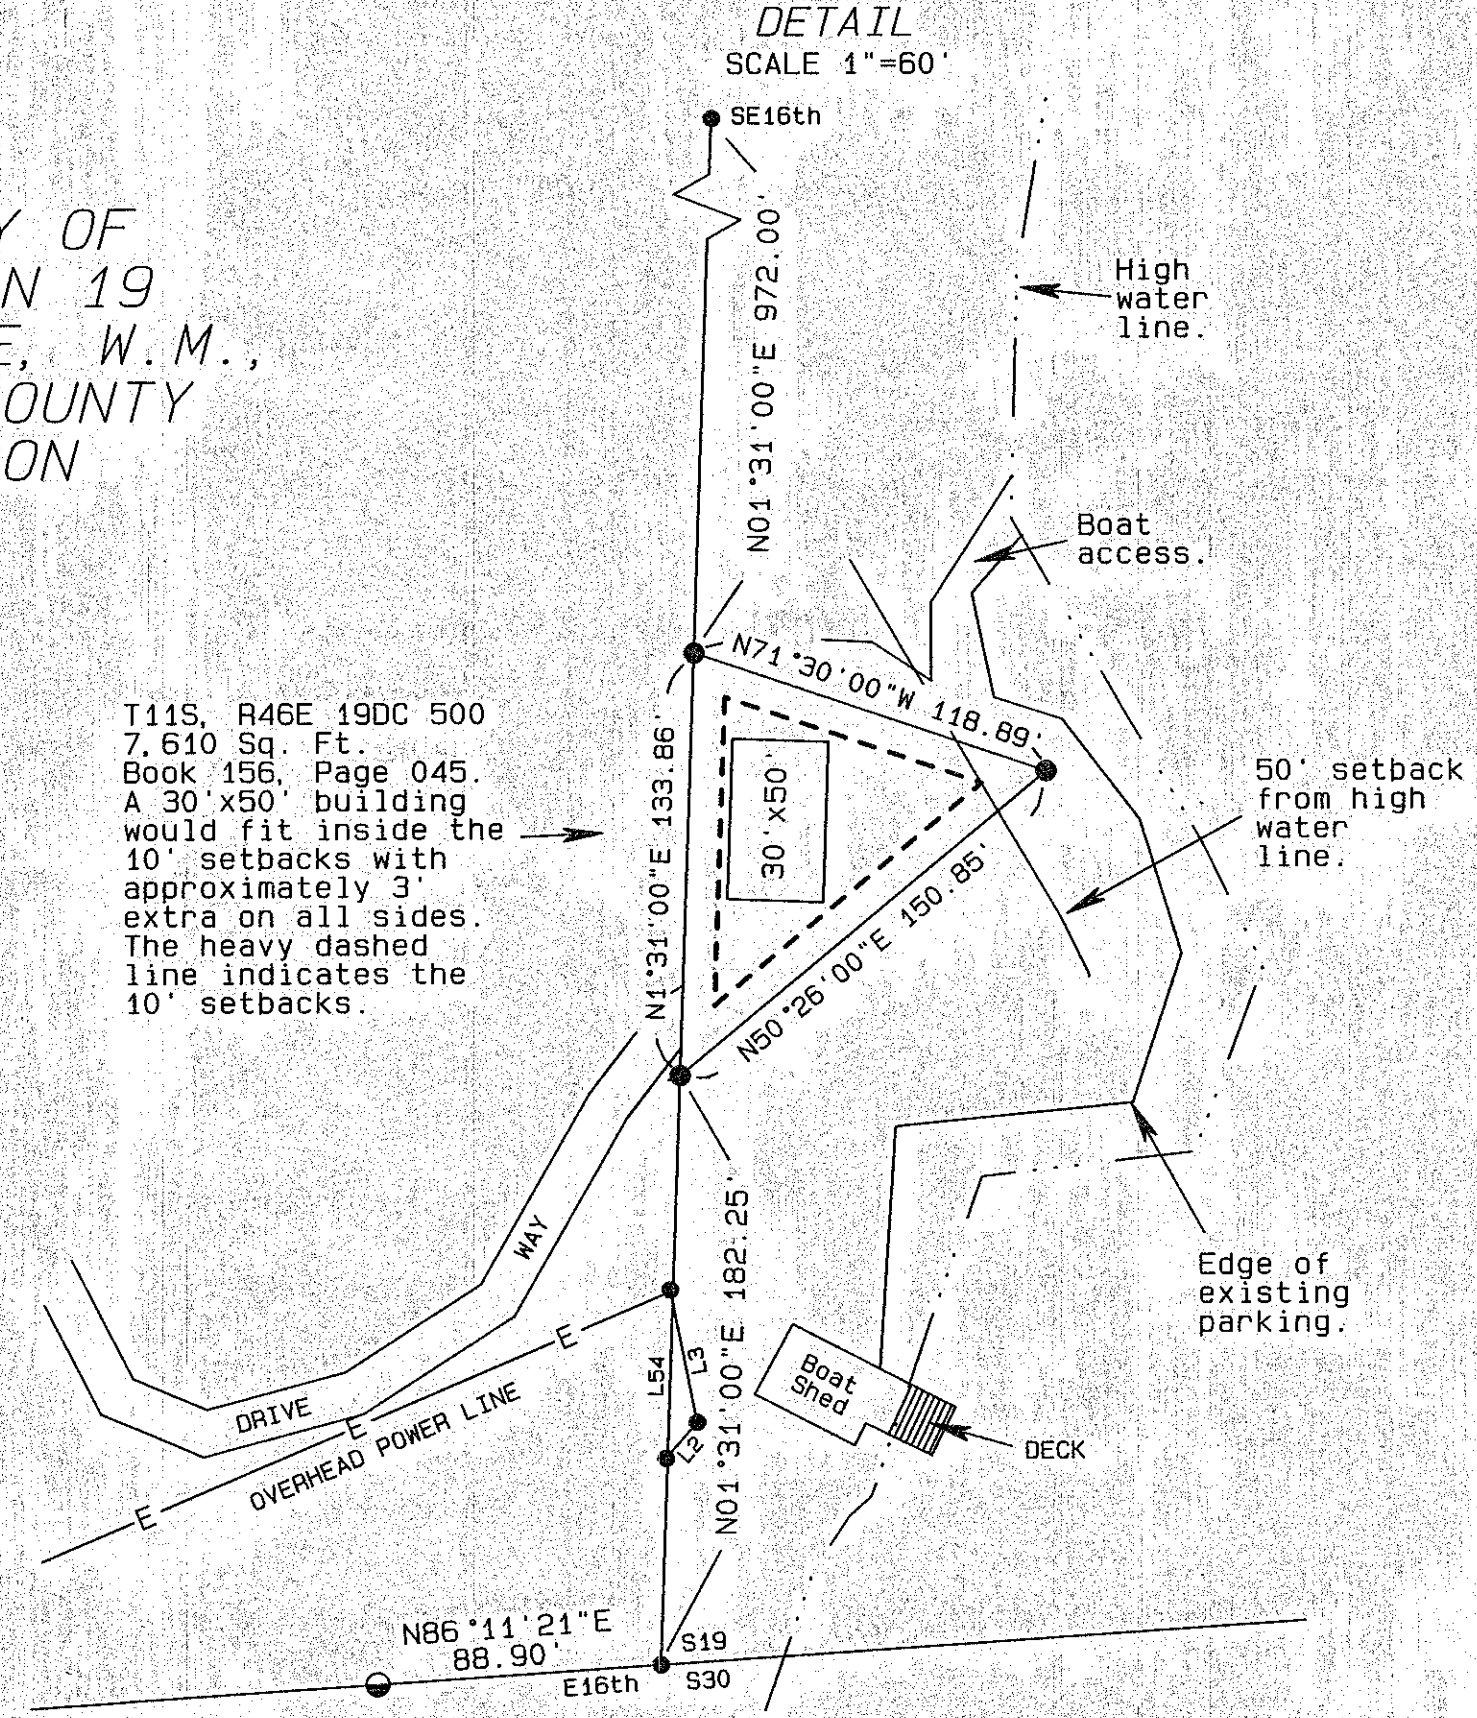 DETAIL
SCALE 1"=60'
SE16th
Y OF
N 19
E, W.M.,
OUNTY
ON
N01°31'00"E 972.00'
High
water
line.
Boat
access.
N71°30'00"W 118.89'
T11S, R46E 19DC 500
7,610 Sq. Ft.
Book 156, Page 045.
A 30'x50' building
would fit inside the
10' setbacks with
approximately 3'
extra on all sides.
The heavy dashed
line indicates the
10' setbacks.
N1°31'00"E 133.86'
30'x50'
50' setback
from high
water
line.
N50°26'00"E 150.85'
N01°31'00"E 182.25'
WAY
DRIVE
E
E
E
OVERHEAD POWER LINE
L54
L3
L2
Boat
Shed
DECK
Edge of
existing
parking.
N86°11'21"E
88.90'
S19
E16th
S30